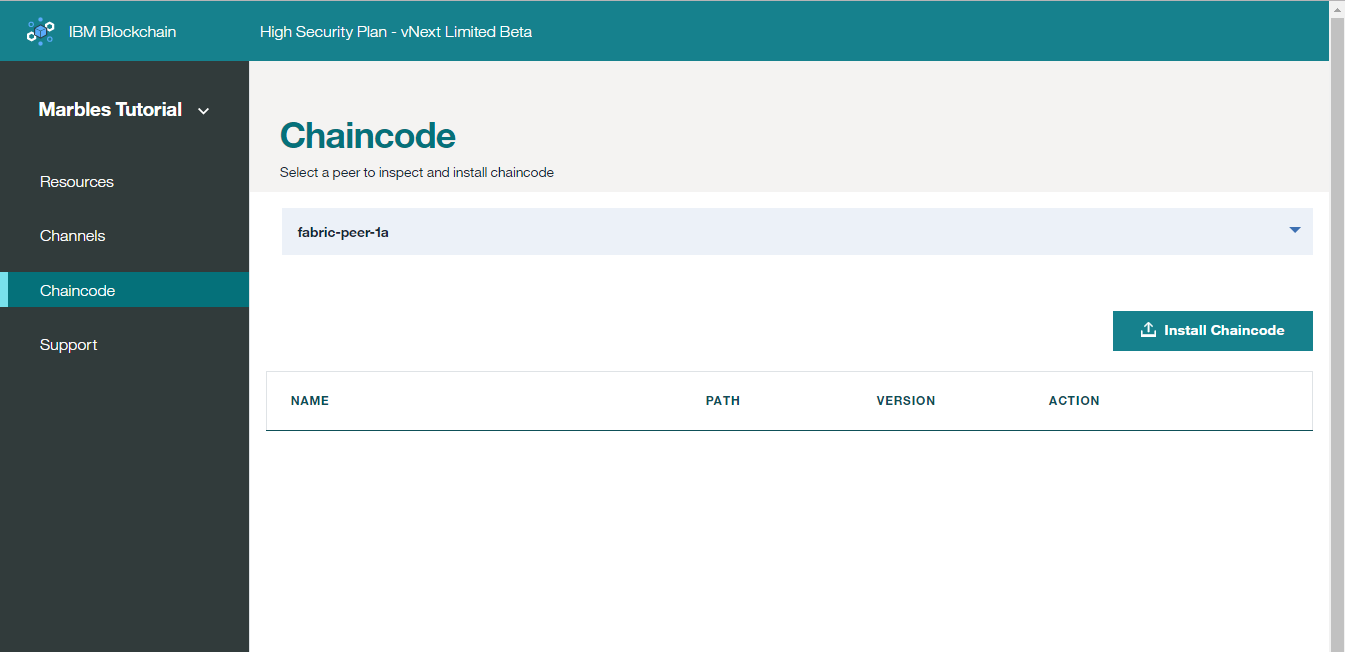 IBM Blockchain
High Security Plan - vNext Limited Beta
Marbles Tutorial
Resources
Channels
Chaincode
Support
Chaincode
Select a peer to inspect and install chaincode
fabric-peer-1a
Install Chaincode
NAME PATH VERSION ACTION